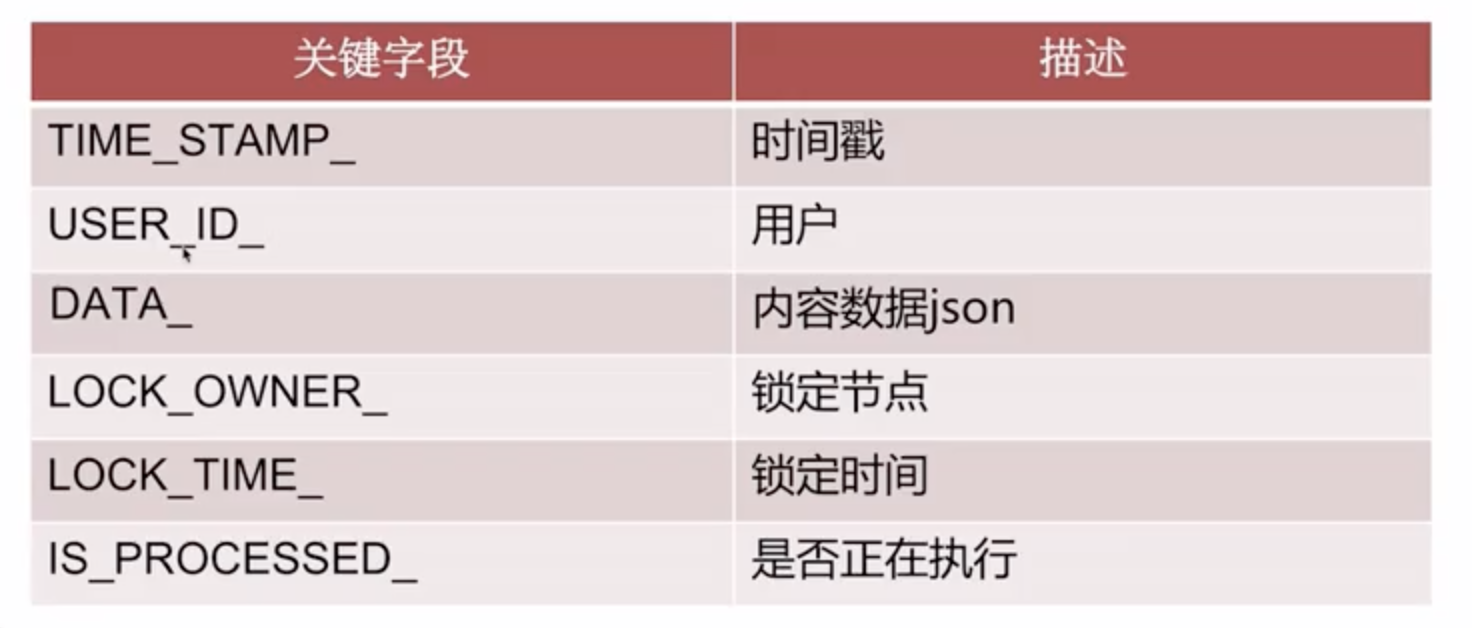 关键字段 描述
TIME_STAMP_ 时间戳
USER_ID_ 用户
DATA_ 内容数据json
LOCK_OWNER_ 锁定节点
LOCK_TIME_ 锁定时间
IS_PROCESSED_ 是否正在执行